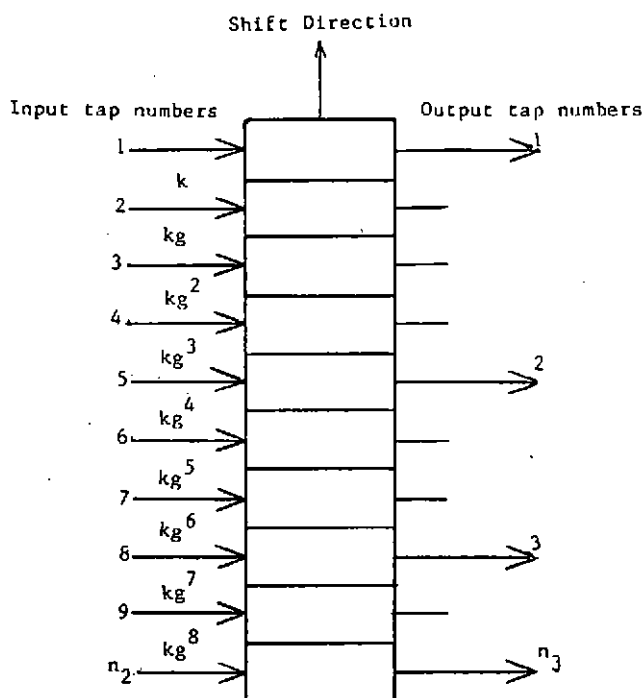 Shift Direction
Input tap numbers Output tap numbers
1 1
k
2
kg
3
kg²
4
kg³ 2
5
kg⁴
6
kg⁵
7
kg⁶ 3
8
kg⁷
9
kg⁸ n₃
n₂